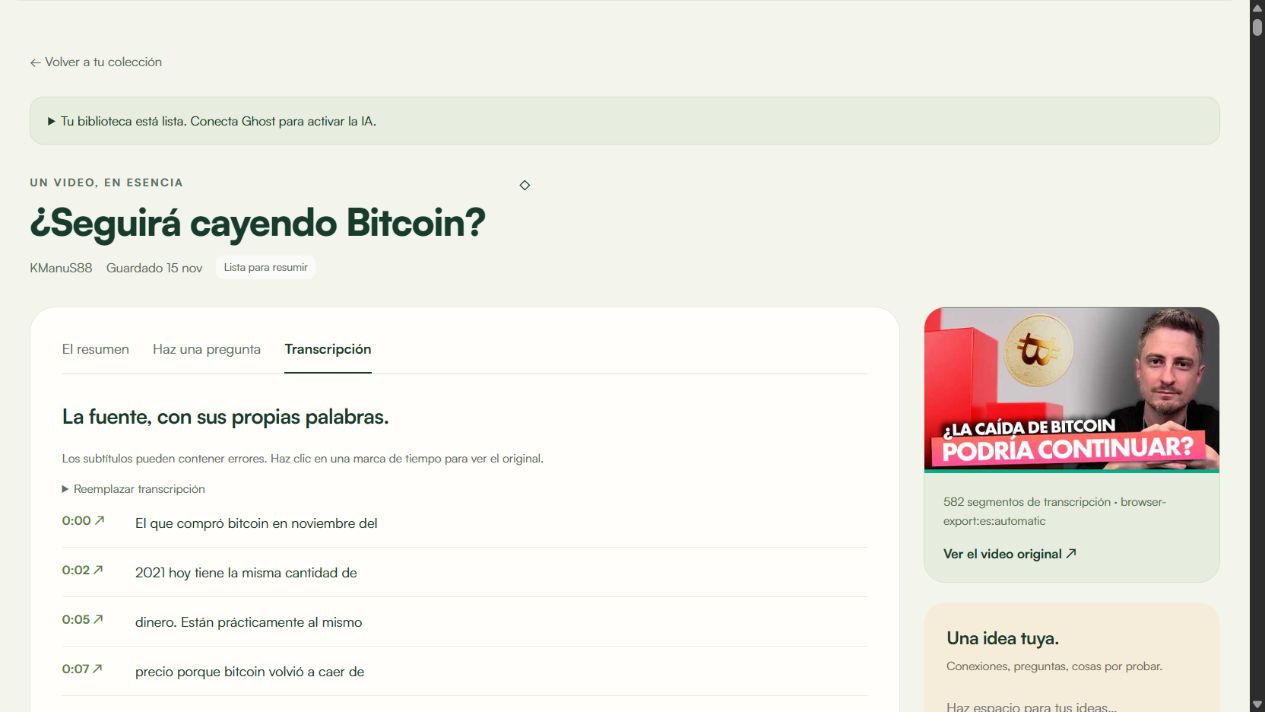 ← Volver a tu colección
▶ Tu biblioteca está lista. Conecta Ghost para activar la IA.
UN VIDEO, EN ESENCIA
¿Seguirá cayendo Bitcoin?
KManuS88 Guardado 15 nov Lista para resumir
El resumen Haz una pregunta Transcripción
La fuente, con sus propias palabras.
Los subtítulos pueden contener errores. Haz clic en una marca de tiempo para ver el original.
▶ Reemplazar transcripción
0:00 ↗ El que compró bitcoin en noviembre del
0:02 ↗ 2021 hoy tiene la misma cantidad de
0:05 ↗ dinero. Están prácticamente al mismo
0:07 ↗ precio porque bitcoin volvió a caer de
¿LA CAÍDA DE BITCOIN
PODRÍA CONTINUAR?
582 segmentos de transcripción · browser-
export:es:automatic
Ver el video original ↗
Una idea tuya.
Conexiones, preguntas, cosas por probar.
Haz espacio para tus ideas...